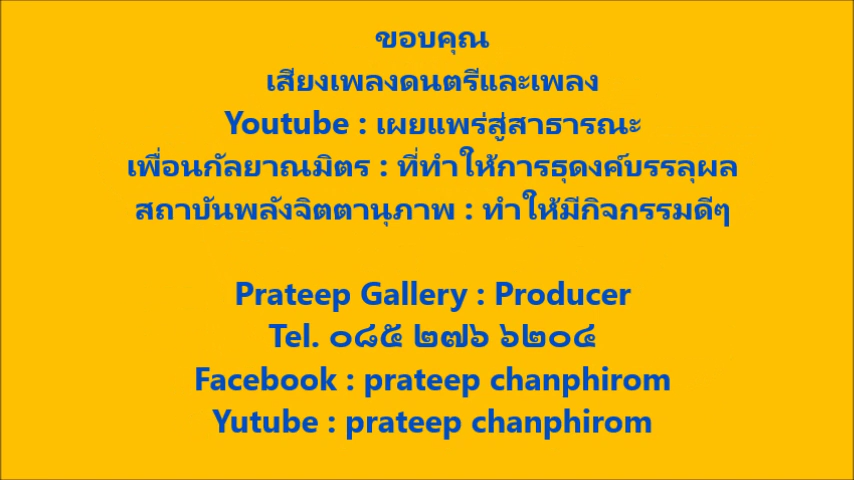 ขอบคุณ
เสียงเพลงดนตรีและเพลง
Youtube : เผยแพร่สู่สาธารณะ
เพื่อนกัลยาณมิตร : ที่ทำให้การธุดงค์บรรลุผล
สถาบันพลังจิตตานุภาพ : ทำให้มีกิจกรรมดีๆ
Prateep Gallery : Producer
Tel. ๐๘๕ ๒๗๖ ๖๒๐๔
Facebook : prateep chanphirom
Yutube : prateep chanphirom